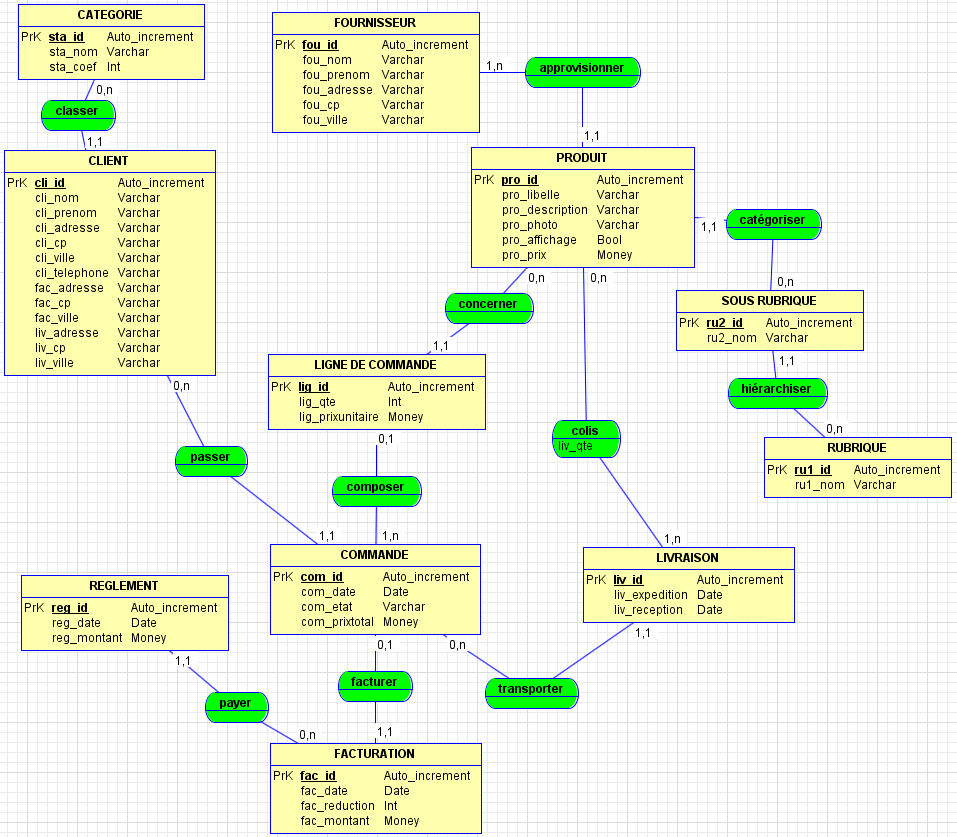 CATEGORIE
PrK sta_id Auto_increment
sta_nom Varchar
sta_coef Int
0,n
classer
1,1
CLIENT
PrK cli_id Auto_increment
cli_nom Varchar
cli_prenom Varchar
cli_adresse Varchar
cli_cp Varchar
cli_ville Varchar
cli_telephone Varchar
fac_adresse Varchar
fac_cp Varchar
fac_ville Varchar
liv_adresse Varchar
liv_cp Varchar
liv_ville Varchar
0,n
passer
1,1
FOURNISSEUR
PrK fou_id Auto_increment
fou_nom Varchar
fou_prenom Varchar
fou_adresse Varchar
fou_cp Varchar
fou_ville Varchar
1,n
approvisionner
1,1
PRODUIT
PrK pro_id Auto_increment
pro_libelle Varchar
pro_description Varchar
pro_photo Varchar
pro_affichage Bool
pro_prix Money
1,1
catégoriser
0,n
SOUS RUBRIQUE
PrK ru2_id Auto_increment
ru2_nom Varchar
1,1
hiérarchiser
0,n
RUBRIQUE
PrK ru1_id Auto_increment
ru1_nom Varchar
0,n
concerner
1,1
LIGNE DE COMMANDE
PrK lig_id Auto_increment
lig_qte Int
lig_prixunitaire Money
0,1
composer
1,n
0,n
colis
liv_qte
1,n
COMMANDE
PrK com_id Auto_increment
com_date Date
com_etat Varchar
com_prixtotal Money
LIVRAISON
PrK liv_id Auto_increment
liv_expedition Date
liv_reception Date
1,1
transporter
0,n
0,1
facturer
1,1
REGLEMENT
PrK reg_id Auto_increment
reg_date Date
reg_montant Money
1,1
payer
0,n
FACTURATION
PrK fac_id Auto_increment
fac_date Date
fac_reduction Int
fac_montant Money